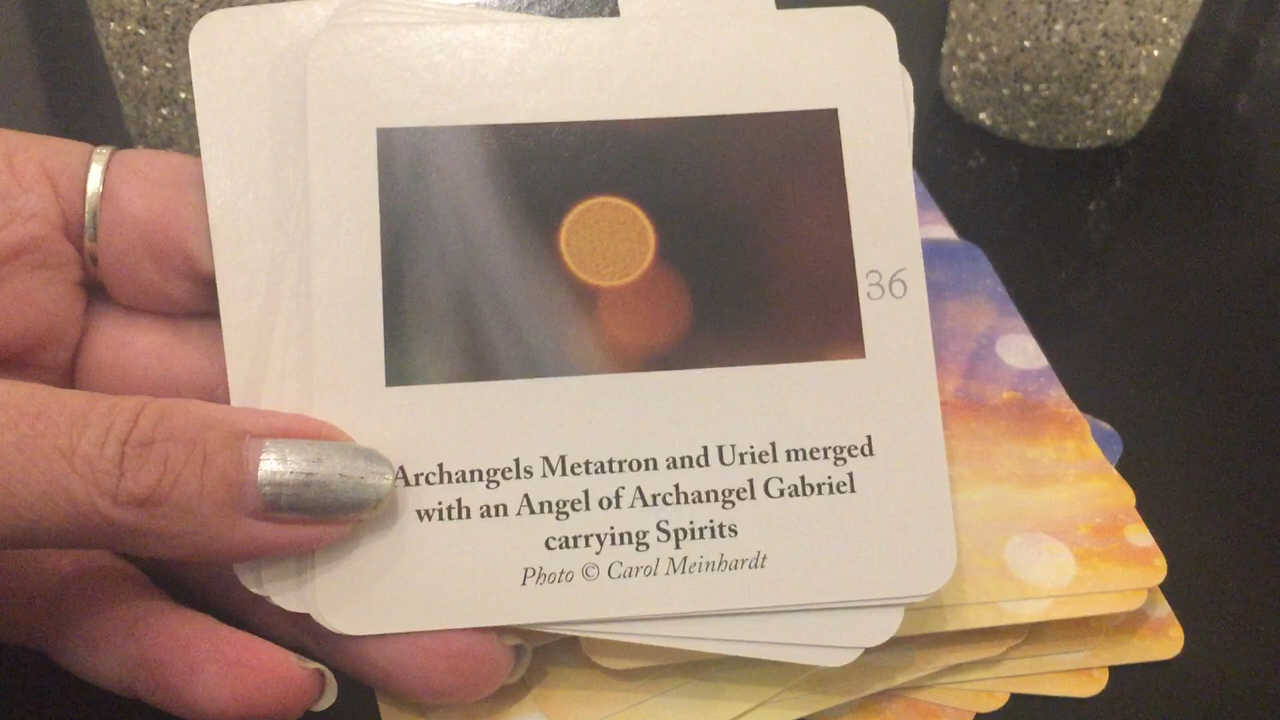 36
Archangels Metatron and Uriel merged
with an Angel of Archangel Gabriel
carrying Spirits
Photo © Carol Meinhardt